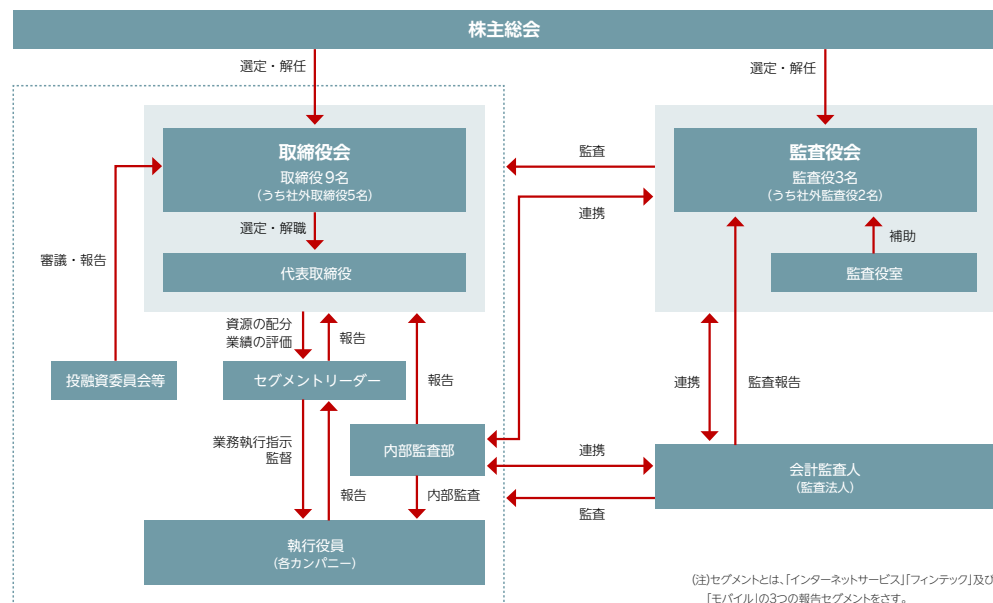 株主総会
選定・解任
選定・解任
取締役会
取締役9名
(うち社外取締役5名)
監査
監査役会
監査役3名
(うち社外監査役2名)
連携
選定・解職
補助
審議・報告
代表取締役
監査役室
資源の配分
業績の評価
報告
投融資委員会等
セグメントリーダー
報告
連携
監査報告
業務執行指示
監督
内部監査部
連携
会計監査人
(監査法人)
報告
内部監査
監査
執行役員
(各カンパニー)
(注)セグメントとは、「インターネットサービス」「フィンテック」及び
「モバイル」の3つの報告セグメントをさす。